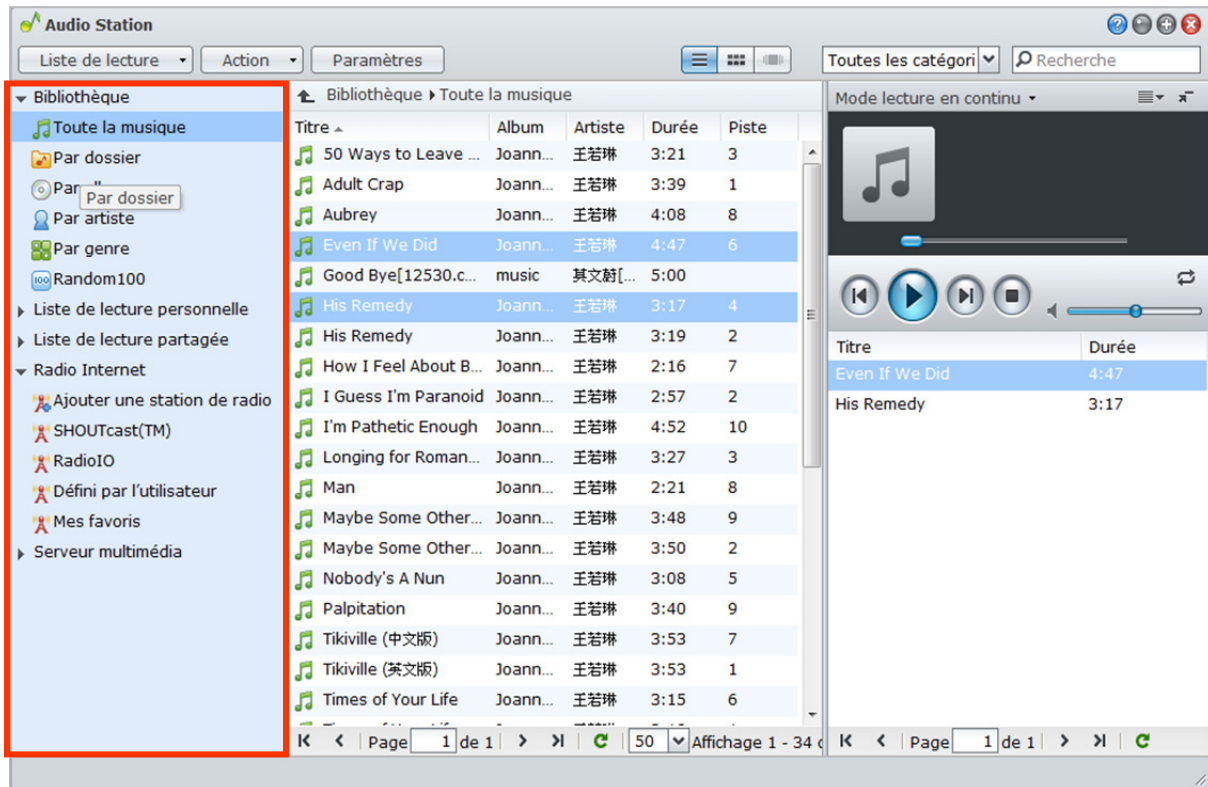 Audio Station
Liste de lecture Action Paramètres Toutes les catégori Recherche
Bibliothèque
Toute la musique
Par dossier
Par
Par dossier
Par artiste
Par genre
Random100
Liste de lecture personnelle
Liste de lecture partagée
Radio Internet
Ajouter une station de radio
SHOUTcast(TM)
RadioIO
Défini par l'utilisateur
Mes favoris
Serveur multimédia
Bibliothèque Toute la musique
Titre Album Artiste Durée Piste
50 Ways to Leave ... Joann... 王若琳 3:21 3
Adult Crap Joann... 王若琳 3:39 1
Aubrey Joann... 王若琳 4:08 8
Even If We Did Joann... 王若琳 4:47 6
Good Bye[12530.c... music 其文蔚[... 5:00
His Remedy Joann... 王若琳 3:17 4
His Remedy Joann... 王若琳 3:19 2
How I Feel About B... Joann... 王若琳 2:16 7
I Guess I'm Paranoid Joann... 王若琳 2:57 2
I'm Pathetic Enough Joann... 王若琳 4:52 10
Longing for Roman... Joann... 王若琳 3:27 3
Man Joann... 王若琳 2:21 8
Maybe Some Other... Joann... 王若琳 3:48 9
Maybe Some Other... Joann... 王若琳 3:50 2
Nobody's A Nun Joann... 王若琳 3:08 5
Palpitation Joann... 王若琳 3:40 9
Tikiville (中文版) Joann... 王若琳 3:53 7
Tikiville (英文版) Joann... 王若琳 3:53 1
Times of Your Life Joann... 王若琳 3:15 6
Page 1 de 1 50 Affichage 1 - 34
Mode lecture en continu
Titre Durée
Even If We Did 4:47
His Remedy 3:17
Page 1 de 1